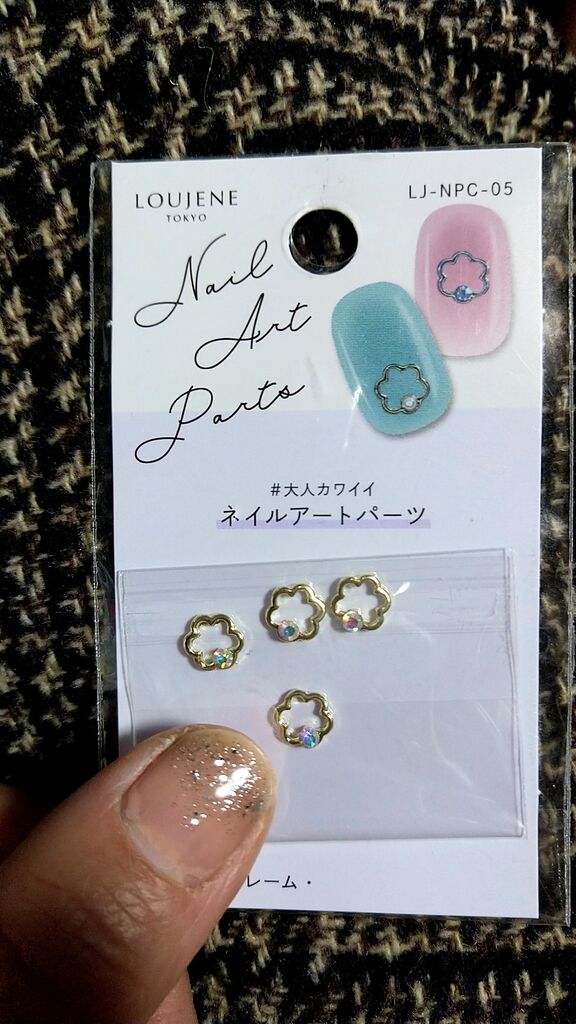 LOUJENE
TOKYO
LJ-NPC-05
Nail
Art
Parts
#大人カワイイ
ネイルアートパーツ
レーム・